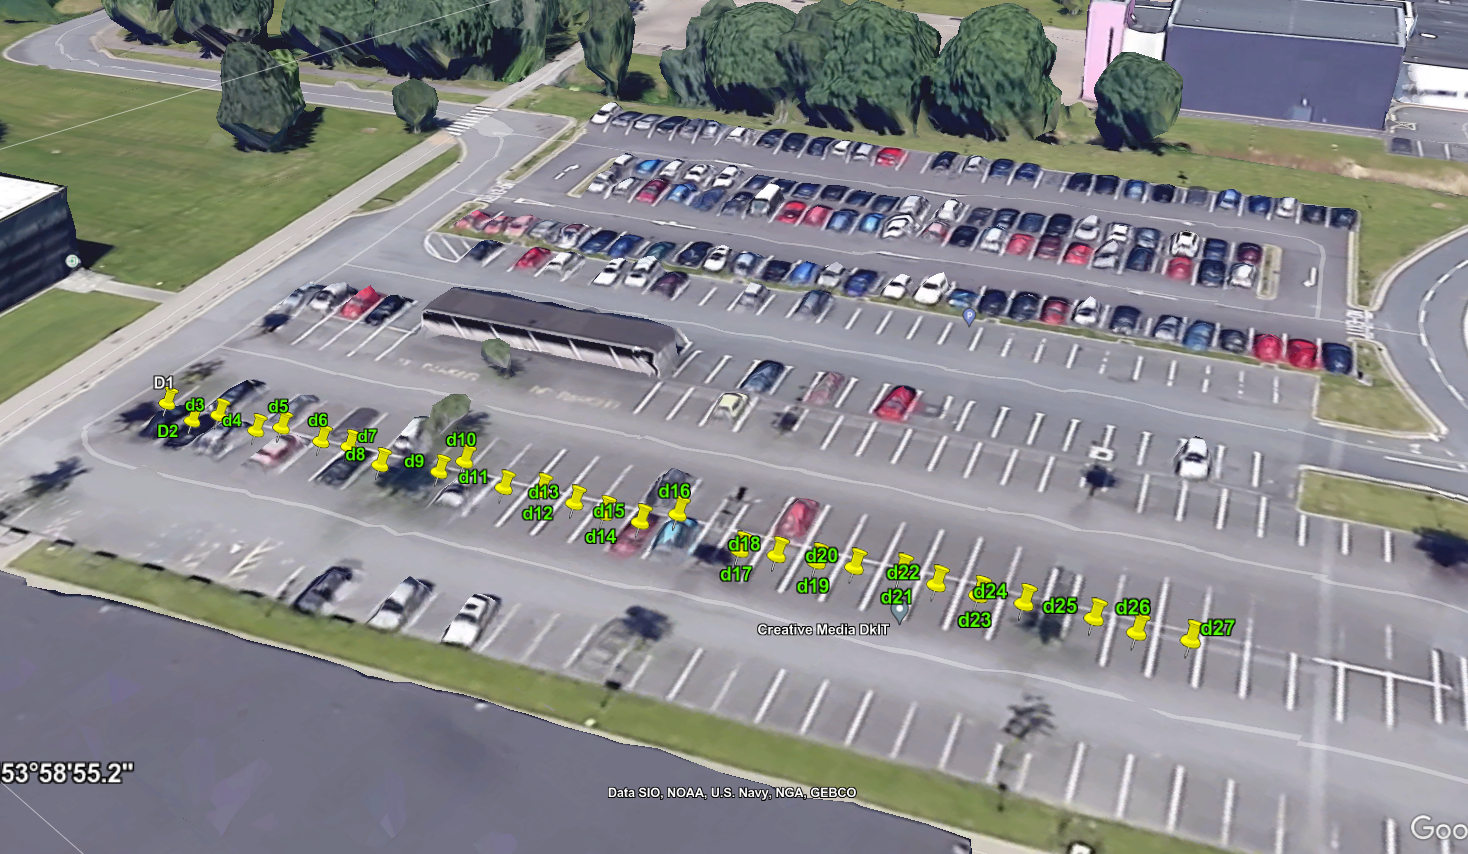 P
D1
d3
D2
d4
d5
d6
d7
d8
d9
d10
d11
d13
d12
d15
d14
d16
d18
d17
d20
d19
d22
d21
d24
d23
d25
d26
d27
Creative Media DkIT
53°58'55.2"
Data SIO, NOAA, U.S. Navy, NGA, GEBCO
Goo